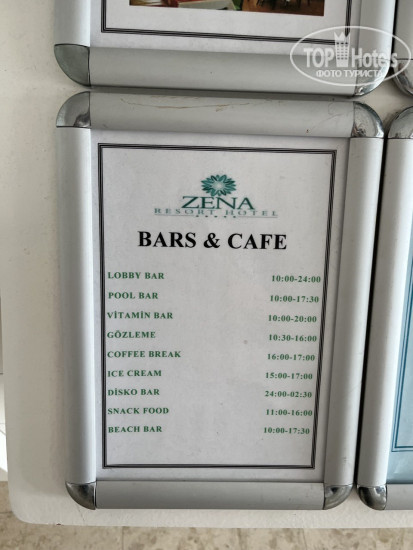 TOPHotels
ФОТО ТУРИСТА
ZENA
RESORT HOTEL
BARS & CAFE
LOBBY BAR 10:00-24:00
POOL BAR 10:00-17:30
VİTAMİN BAR 10:00-20:00
GÖZLEME 10:30-16:00
COFFEE BREAK 16:00-17:00
ICE CREAM 15:00-17:00
DİSKO BAR 24:00-02:30
SNACK FOOD 11:00-16:00
BEACH BAR 10:00-17:30